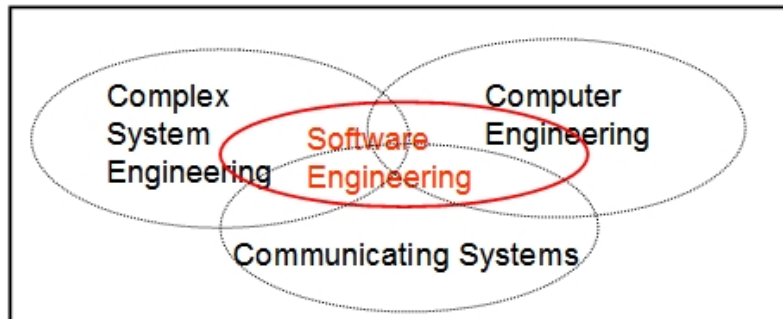 Complex
System
Engineering
Software
Engineering
Computer
Engineering
Communicating Systems